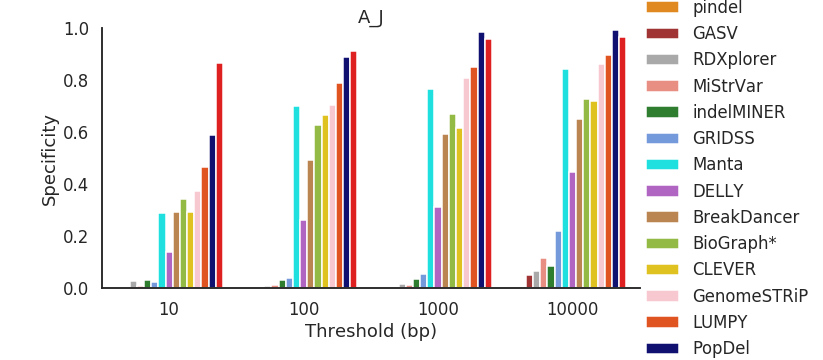 A_J
1.0
0.8
0.6
0.4
0.2
0.0
Specificity
10
100
1000
10000
Threshold (bp)
pindel
GASV
RDXplorer
MiStrVar
indelMINER
GRIDSS
Manta
DELLY
BreakDancer
BioGraph*
CLEVER
GenomeSTRiP
LUMPY
PopDel